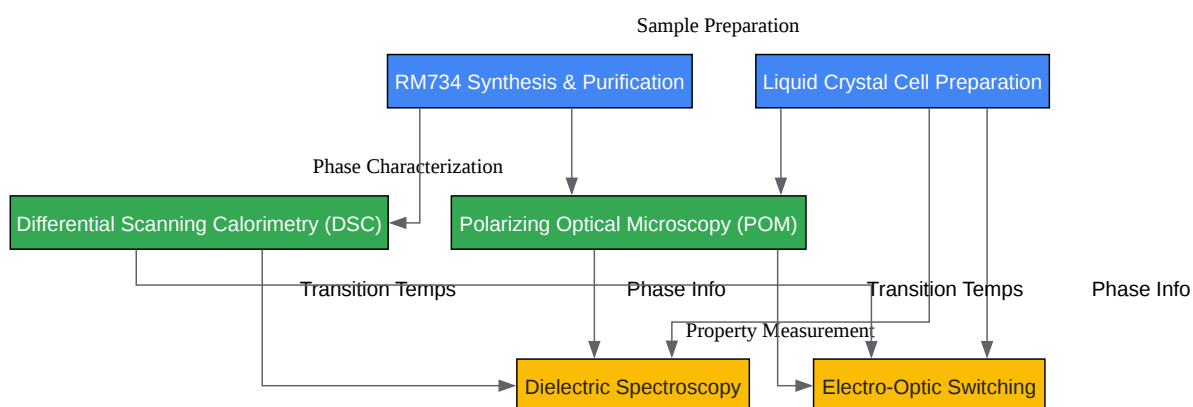 Sample Preparation
RM734 Synthesis & Purification
Liquid Crystal Cell Preparation
Phase Characterization
Differential Scanning Calorimetry (DSC)
Polarizing Optical Microscopy (POM)
Transition Temps
Phase Info
Transition Temps
Phase Info
Property Measurement
Dielectric Spectroscopy
Electro-Optic Switching